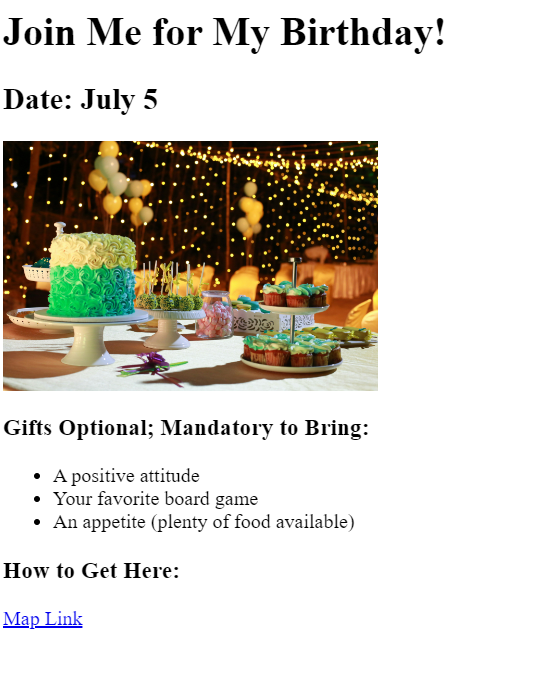 Join Me for My Birthday!
Date: July 5
Gifts Optional; Mandatory to Bring:
• A positive attitude
• Your favorite board game
• An appetite (plenty of food available)
How to Get Here:
Map Link